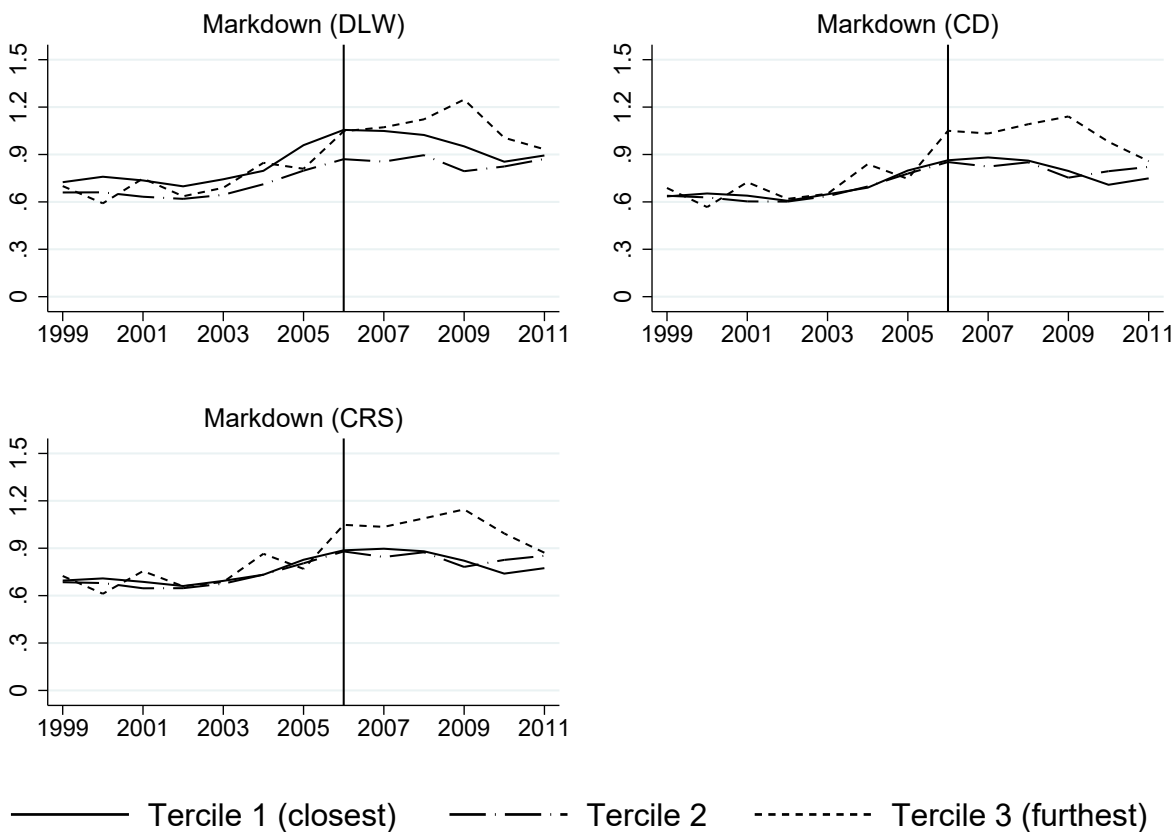 Markdown (DLW)
1.5
1.2
.9
.6
.3
0
1999 2001 2003 2005 2007 2009 2011
Markdown (CD)
1.5
1.2
.9
.6
.3
0
1999 2001 2003 2005 2007 2009 2011
Markdown (CRS)
1.5
1.2
.9
.6
.3
0
1999 2001 2003 2005 2007 2009 2011
Tercile 1 (closest) Tercile 2 Tercile 3 (furthest)